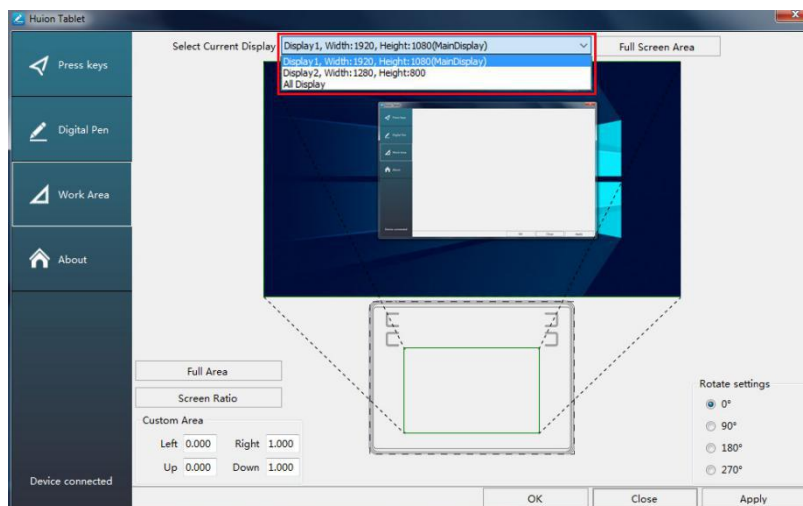 Huion Tablet
Select Current Display
Display1, Width:1920, Height:1080(MainDisplay)
Full Screen Area
Display1, Width:1920, Height:1080(MainDisplay)
Display2, Width:1280, Height:800
All Display
Press keys
Digital Pen
Work Area
About
Full Area
Screen Ratio
Custom Area
Left 0.000 Right 1.000
Up 0.000 Down 1.000
Rotate settings
0°
90°
180°
270°
Device connected
OK Close Apply